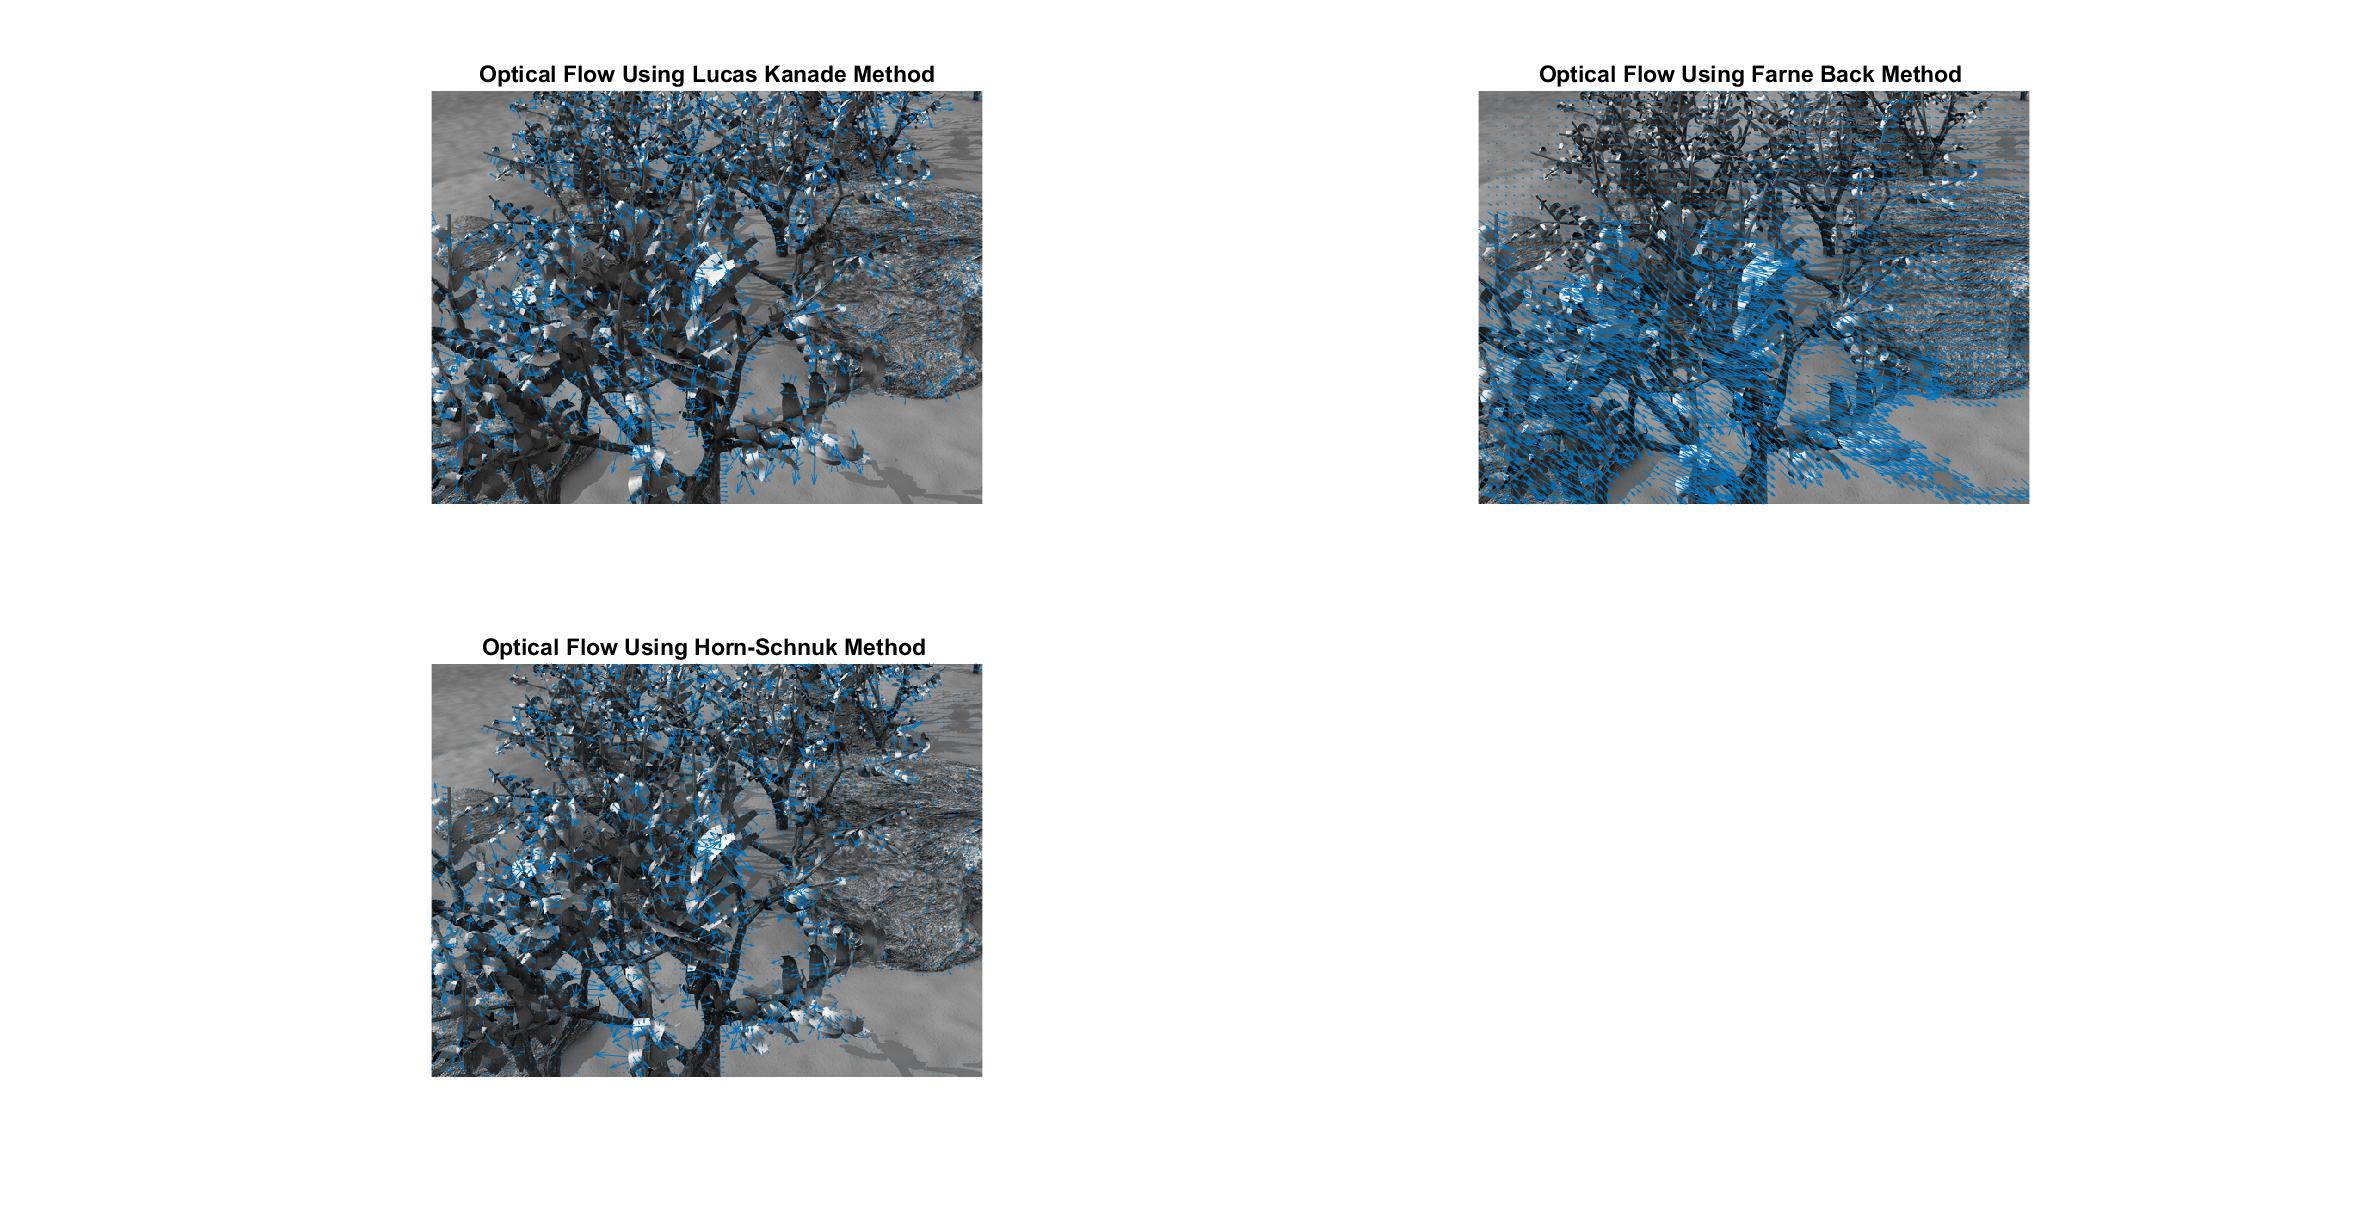 Optical Flow Using Lucas Kanade Method
Optical Flow Using Farne Back Method
Optical Flow Using Horn-Schnuk Method